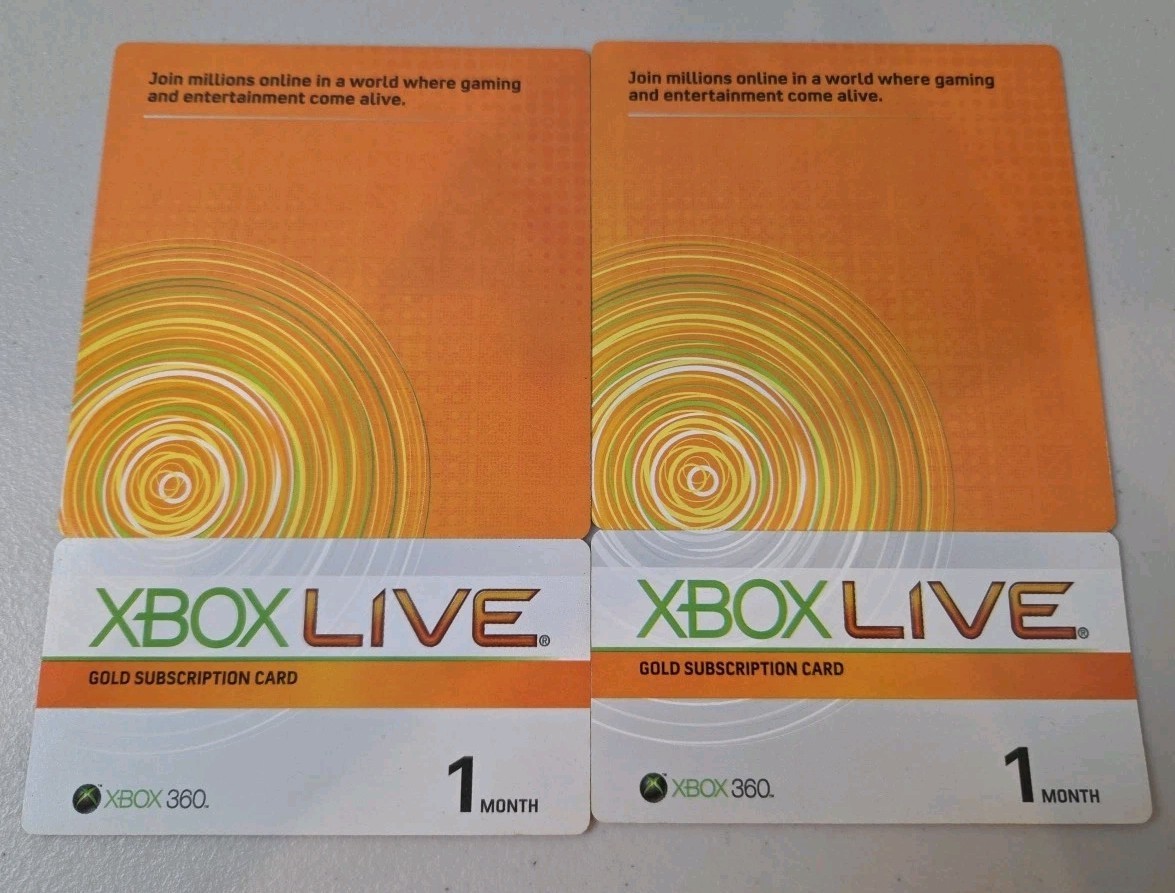 Join millions online in a world where gaming
and entertainment come alive.
XBOX LIVE®
GOLD SUBSCRIPTION CARD
XBOX 360™
1 MONTH
Join millions online in a world where gaming
and entertainment come alive.
XBOX LIVE®
GOLD SUBSCRIPTION CARD
XBOX 360™
1 MONTH